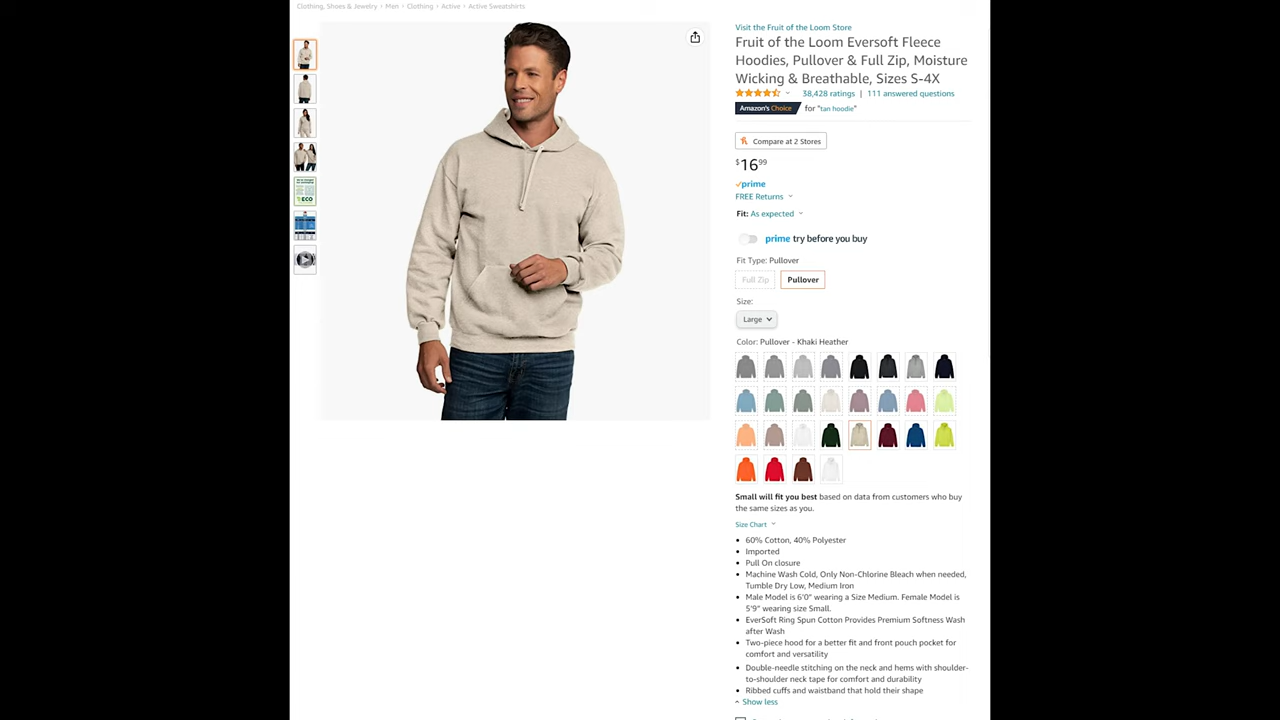 Clothing, Shoes & Jewelry › Men › Clothing › Active › Active Sweatshirts
Visit the Fruit of the Loom Store
Fruit of the Loom Eversoft Fleece
Hoodies, Pullover & Full Zip, Moisture
Wicking & Breathable, Sizes S-4X
38,428 ratings | 111 answered questions
Amazon's Choice for "tan hoodie"
Compare at 2 Stores
$16.99
prime
FREE Returns
Fit: As expected
prime try before you buy
Fit Type: Pullover
Full Zip Pullover
Size:
Large
Color: Pullover - Khaki Heather
Small will fit you best based on data from customers who buy
the same sizes as you.
Size Chart
• 60% Cotton, 40% Polyester
• Imported
• Pull On closure
• Machine Wash Cold, Only Non-Chlorine Bleach when needed,
Tumble Dry Low, Medium Iron
• Male Model is 6'0" wearing a Size Medium. Female Model is
5'9" wearing size Small.
• EverSoft Ring Spun Cotton Provides Premium Softness Wash
after Wash
• Two-piece hood for a better fit and front pouch pocket for
comfort and versatility
• Double-needle stitching on the neck and hems with shoulder-
to-shoulder neck tape for comfort and durability
• Ribbed cuffs and waistband that hold their shape
Show less
ECO